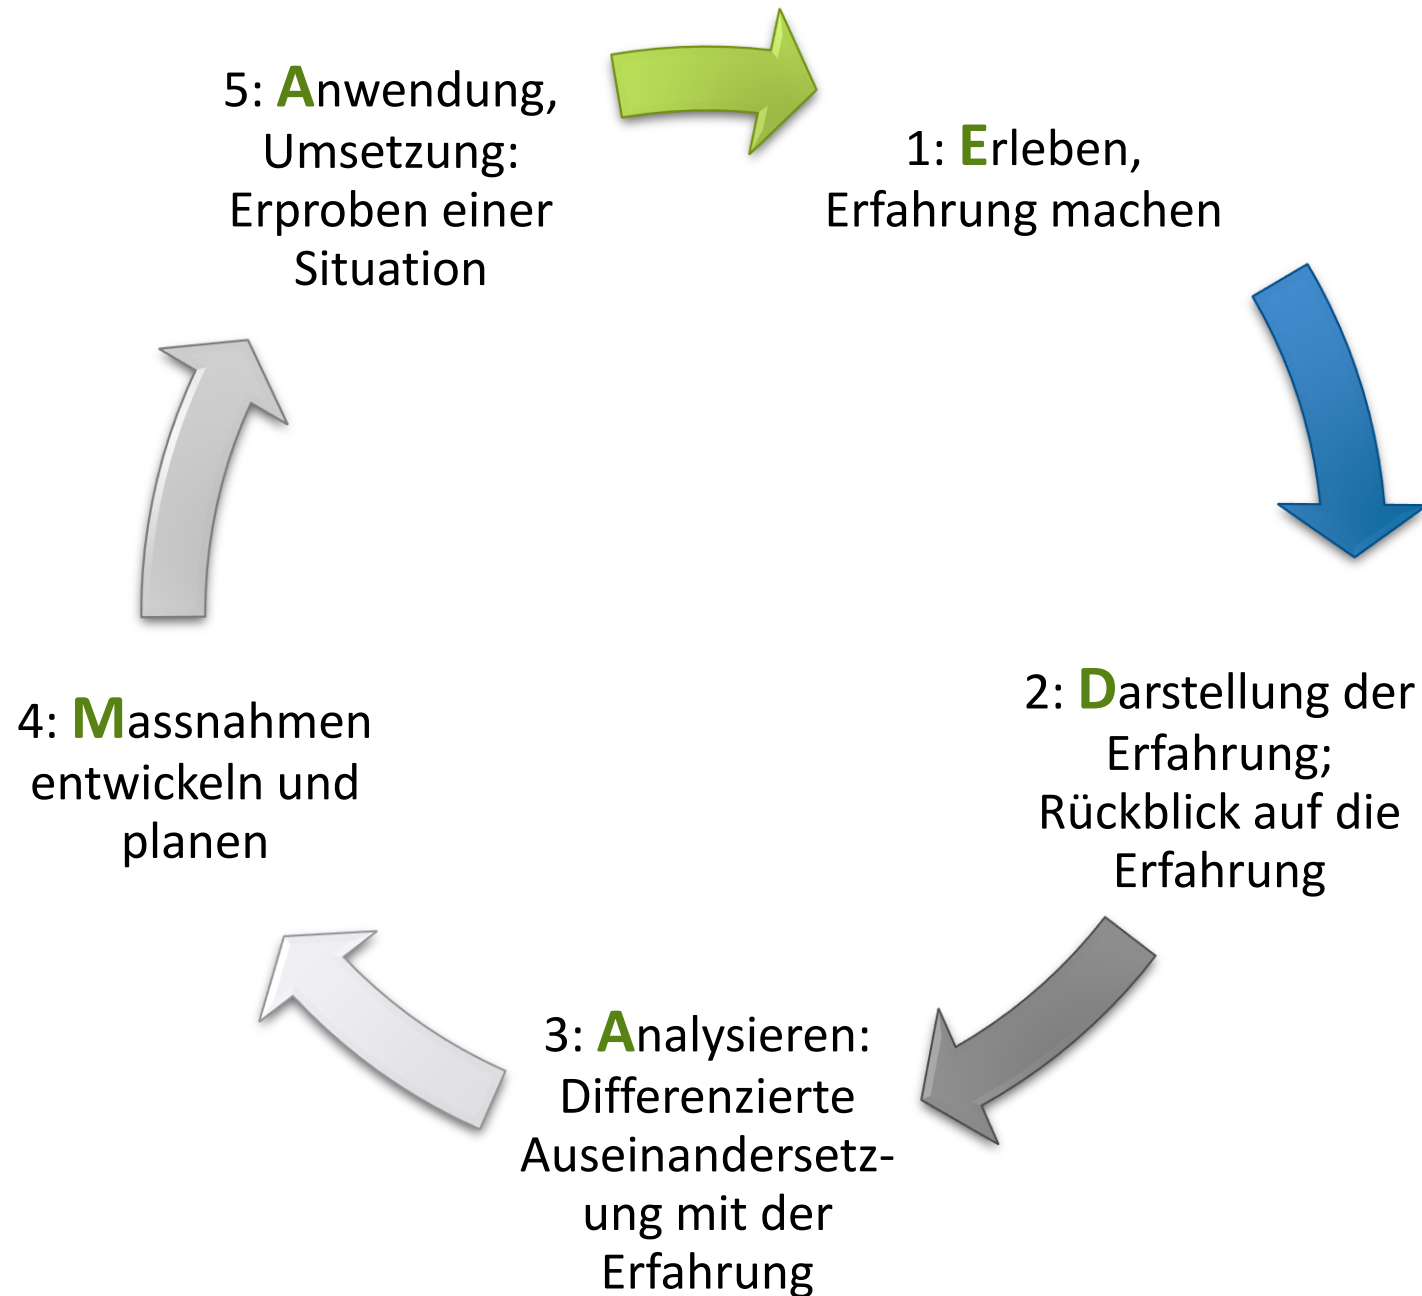 1: Erleben,
Erfahrung machen
2: Darstellung der
Erfahrung;
Rückblick auf die
Erfahrung
3: Analysieren:
Differenzierte
Auseinandersetz-
ung mit der
Erfahrung
4: Massnahmen
entwickeln und
planen
5: Anwendung,
Umsetzung:
Erproben einer
Situation